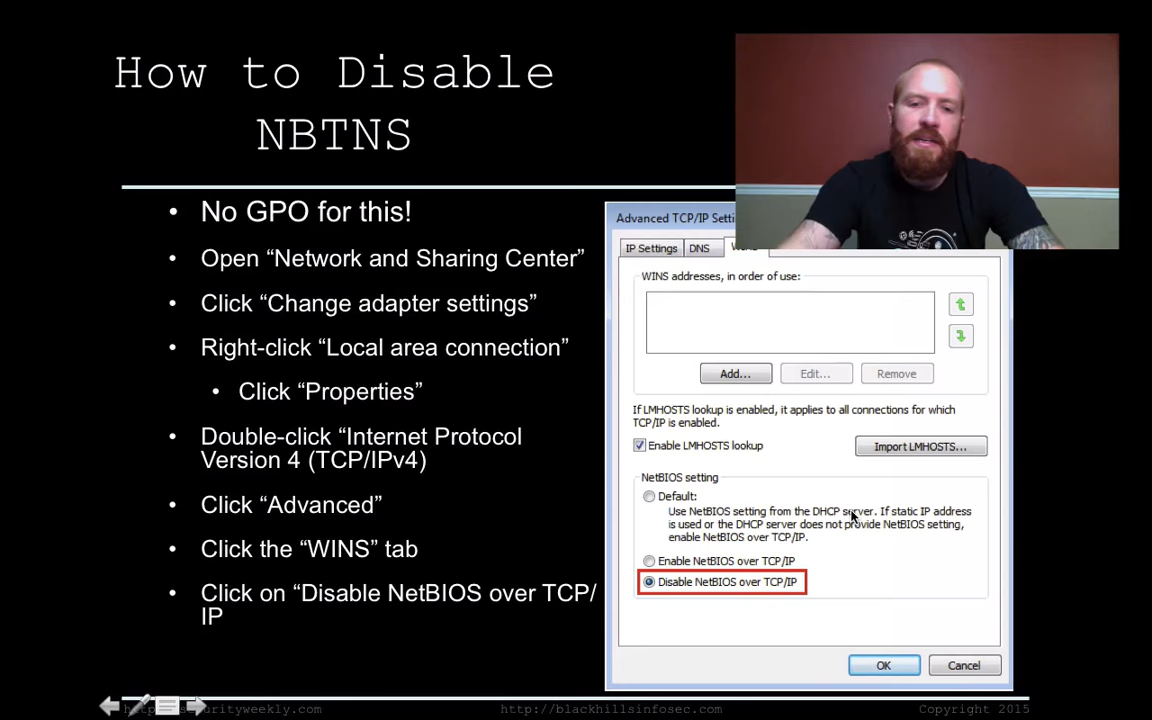 How to Disable
NBTNS
• No GPO for this!
• Open “Network and Sharing Center”
• Click “Change adapter settings”
• Right-click “Local area connection”
• Click “Properties”
• Double-click “Internet Protocol
Version 4 (TCP/IPv4)
• Click “Advanced”
• Click the “WINS” tab
• Click on “Disable NetBIOS over TCP/
IP
Advanced TCP/IP
IP Settings DNS
WINS addresses, in order of use:
Add... Edit... Remove
If LMHOSTS lookup is enabled, it applies to all connections for which
TCP/IP is enabled.
Enable LMHOSTS lookup Import LMHOSTS...
NetBIOS setting
Default:
Use NetBIOS setting from the DHCP server. If static IP address
is used or the DHCP server does not provide NetBIOS setting,
enable NetBIOS over TCP/IP.
Enable NetBIOS over TCP/IP
Disable NetBIOS over TCP/IP
OK Cancel
http://blackhillsinfosec.com Copyright 2015